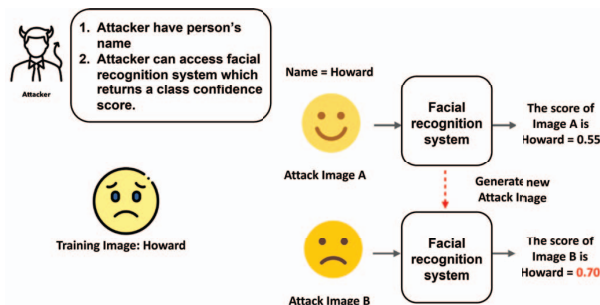 1. Attacker have person's
name
2. Attacker can access facial
recognition system which
returns a class confidence
score.
Attacker
Name = Howard
Facial
recognition
system
The score of
Image A is
Howard = 0.55
Attack Image A
Generate new
Attack Image
Training Image: Howard
Facial
recognition
system
The score of
Image B is
Howard = 0.70
Attack Image B